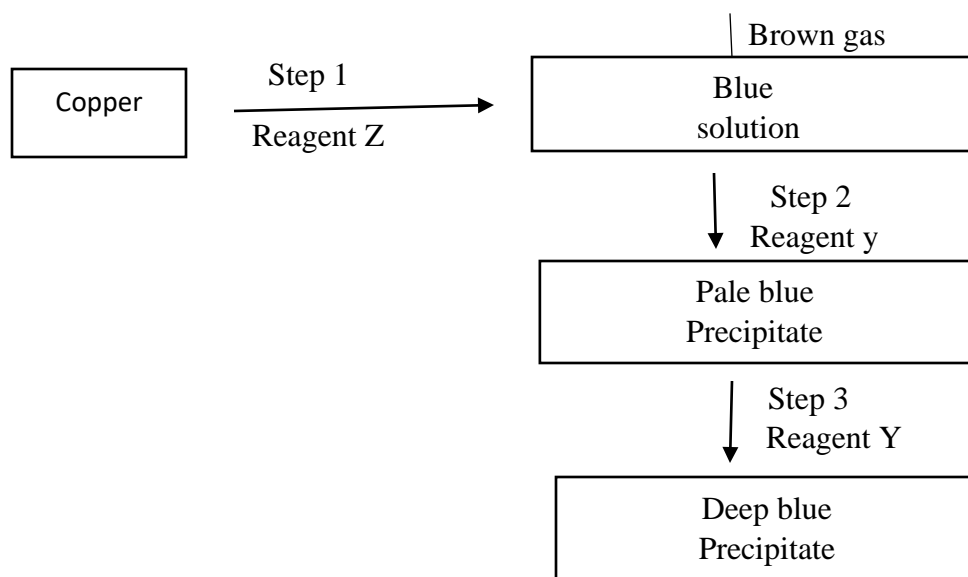 Brown gas
Copper
Step 1
Reagent Z
Blue
solution
Step 2
Reagent y
Pale blue
Precipitate
Step 3
Reagent Y
Deep blue
Precipitate